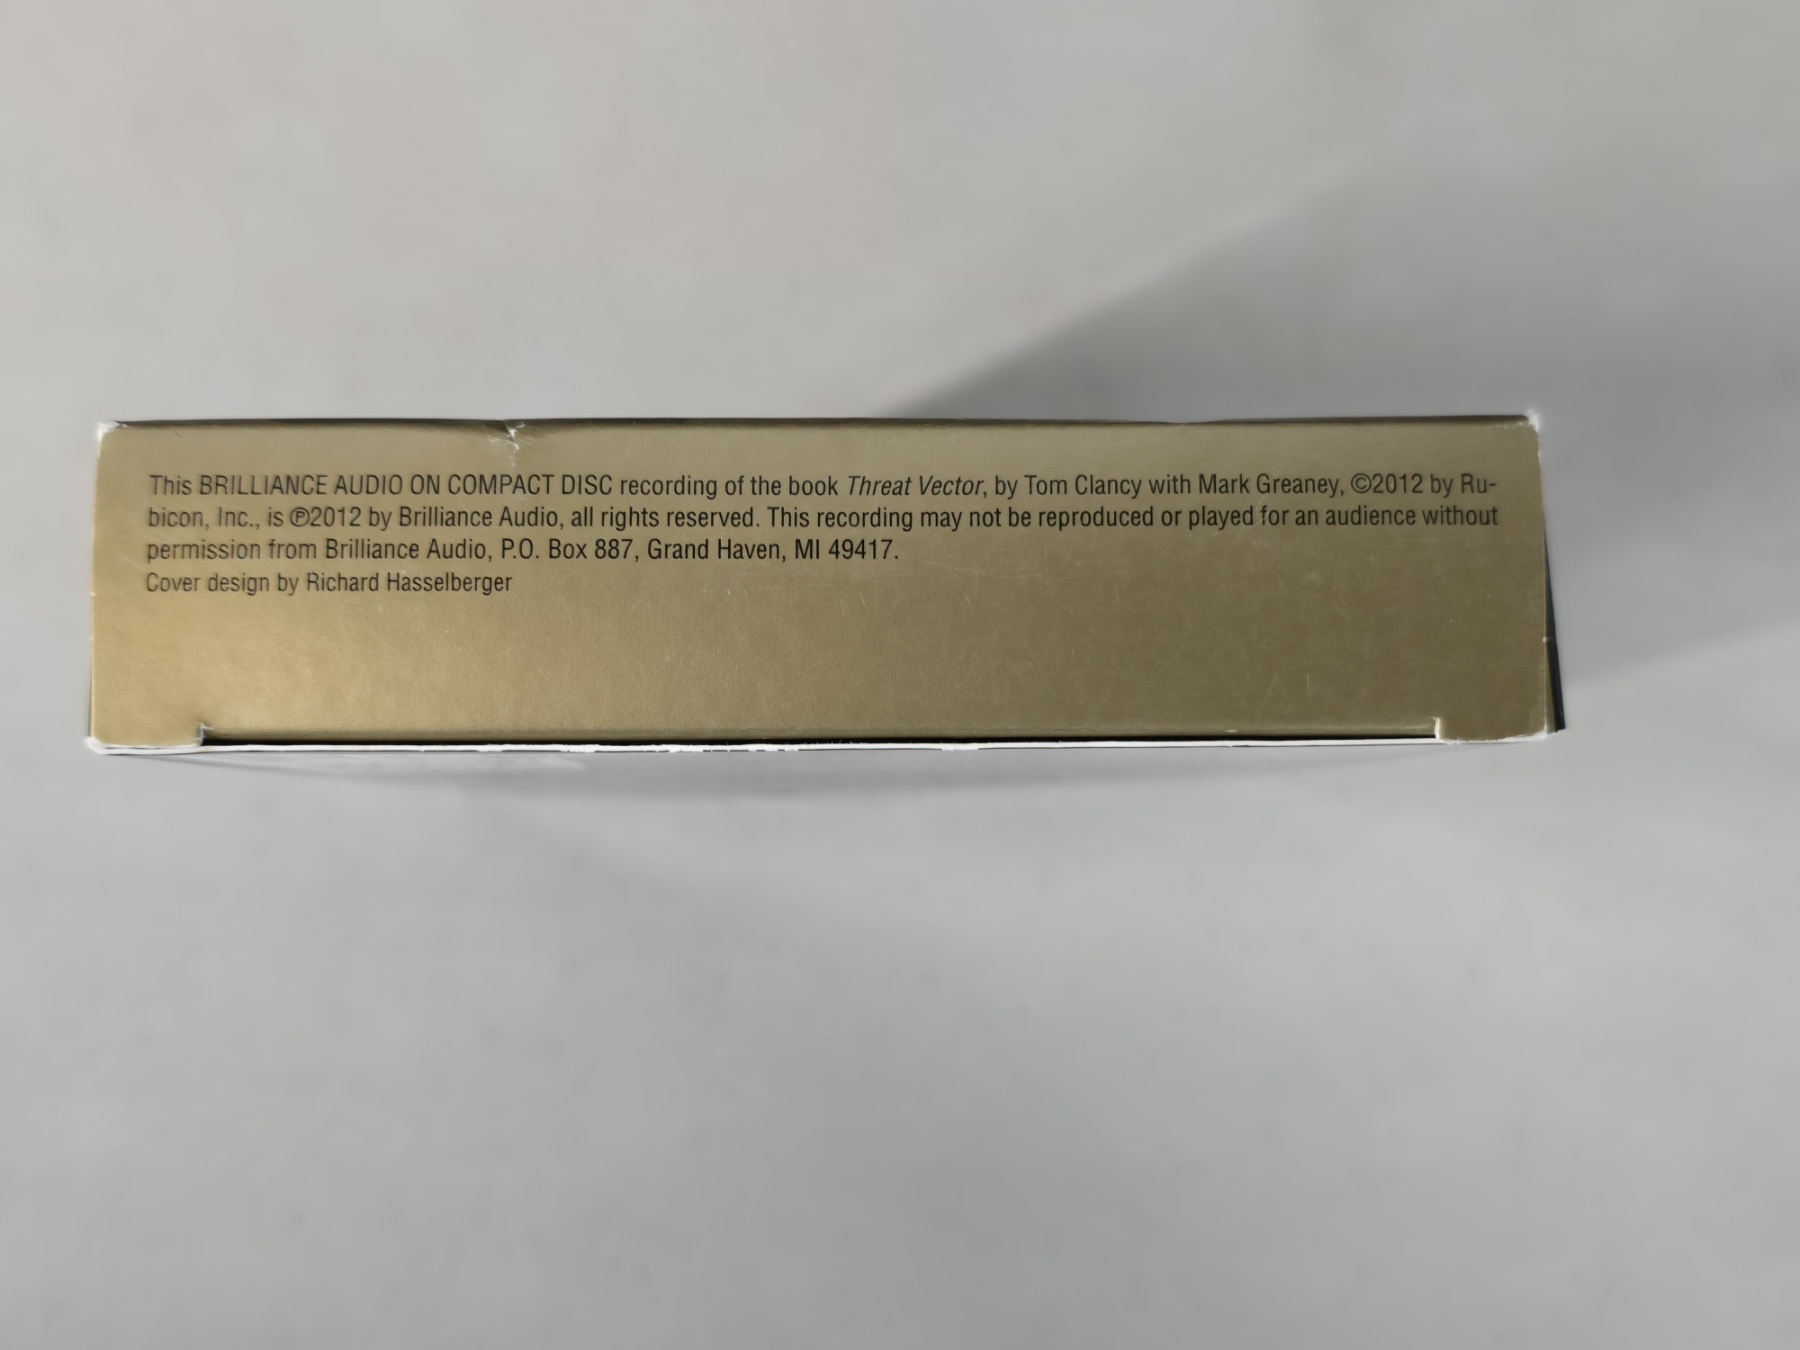 This BRILLIANCE AUDIO ON COMPACT DISC recording of the book Threat Vector, by Tom Clancy with Mark Greaney, ©2012 by Ru-
bicon, Inc., is ℗2012 by Brilliance Audio, all rights reserved. This recording may not be reproduced or played for an audience without
permission from Brilliance Audio, P.O. Box 887, Grand Haven, MI 49417.
Cover design by Richard Hasselberger